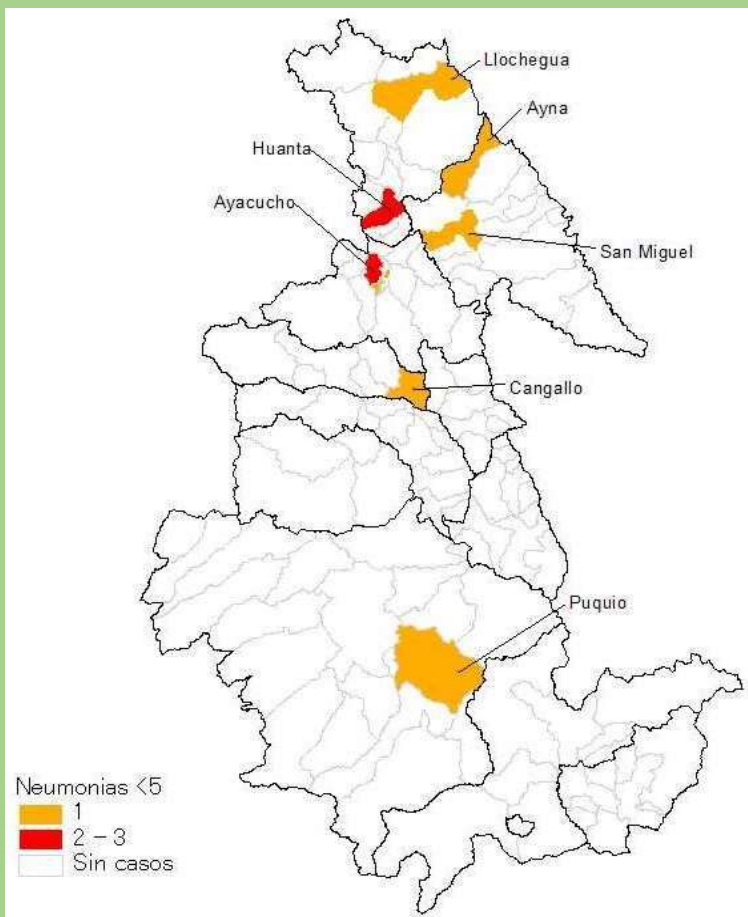 Llochegua
Ayna
Huanta
Ayacucho
San Miguel
Cangallo
Puquio
Neumonias <5
1
2 - 3
Sin casos